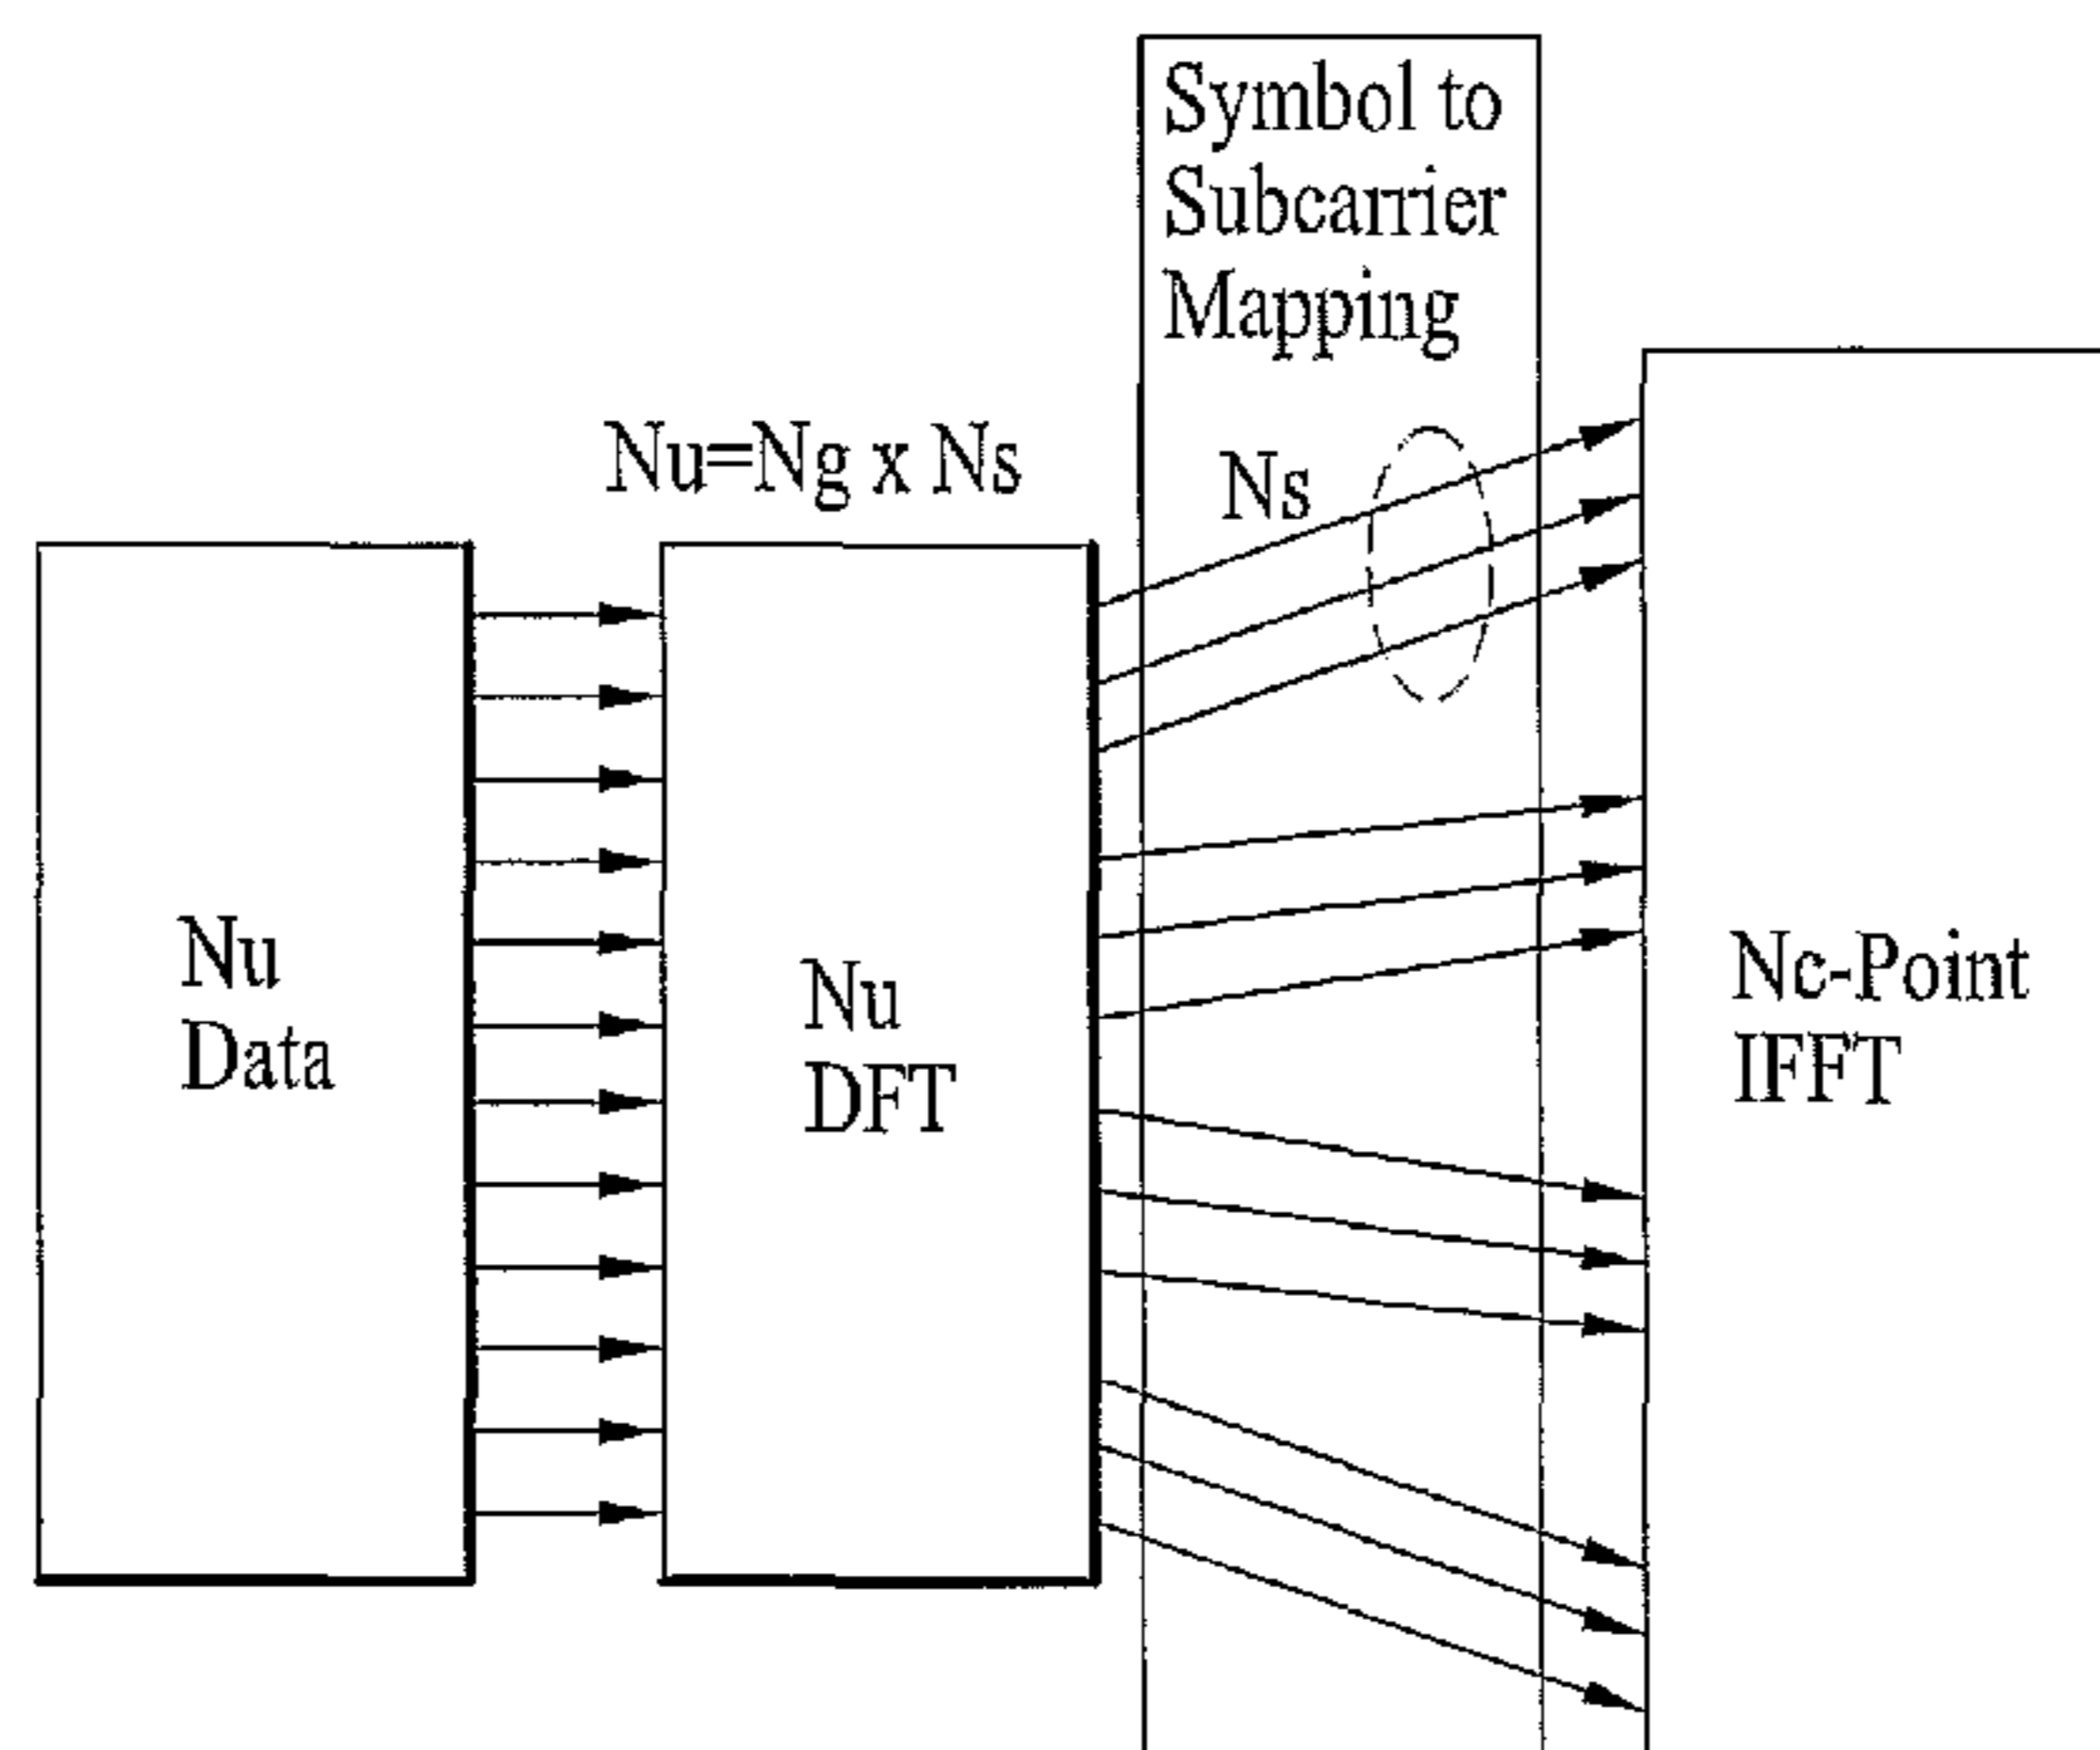 Symbol to
Subcarrier
Mapping
Nu=Ng x Ns
Ns
Nu
Data
Nu
DFT
Nc-Point
IFFT